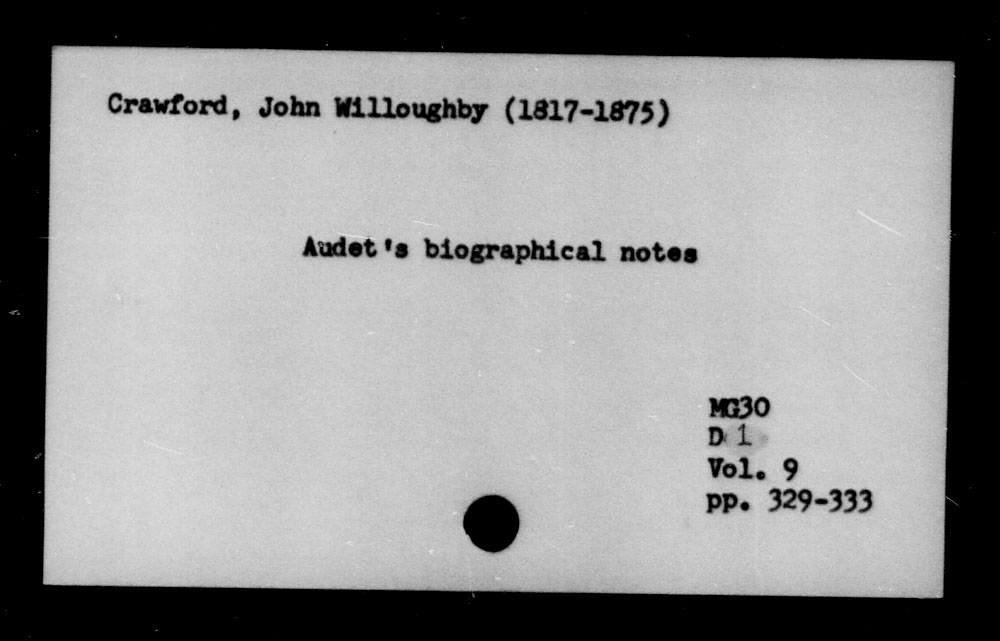 Crawford, John Willoughby (1817-1875)
Audet's biographical notes
MG30
D 1
Vol. 9
pp. 329-333